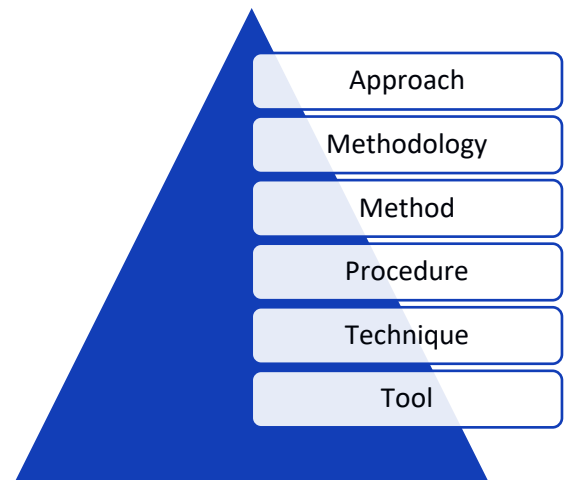 Approach
Methodology
Method
Procedure
Technique
Tool